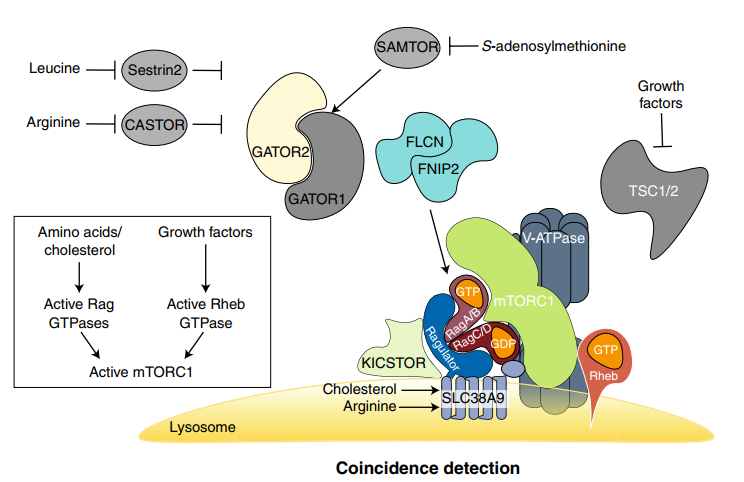 SAMTOR
S-adenosylmethionine
Leucine
Sestrin2
Arginine
CASTOR
Growth
factors
GATOR2
GATOR1
FLCN
FNIP2
TSC1/2
Amino acids/
cholesterol
Growth factors
Active Rag
GTPases
Active Rheb
GTPase
Active mTORC1
V-ATPase
mTORC1
GTP
RagA/B
RagC/D
GDP
Ragulator
KICSTOR
GTP
Rheb
Cholesterol
Arginine
SLC38A9
Lysosome
Coincidence detection